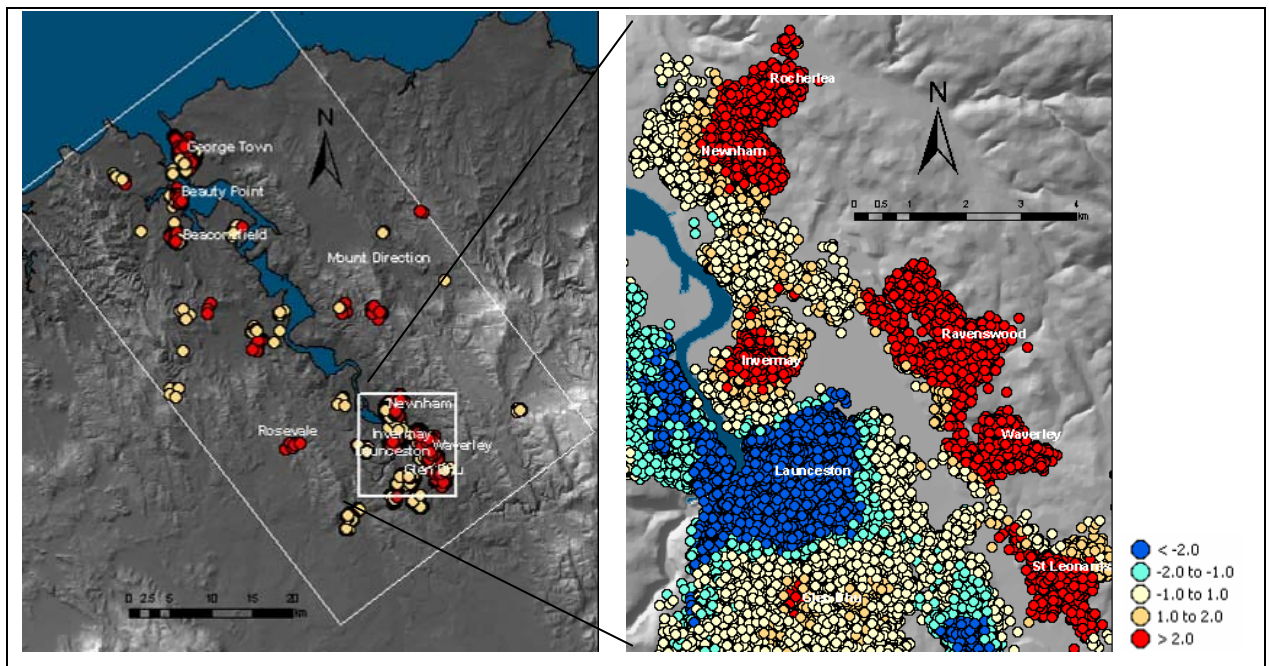 N
George Town
Beauty Point
Beaconsfield
Mount Direction
Newnham
Invermay
Launceston
Waverley
Rosevale
0 2.5 5 10 15 20
km
Rocherlea
N
Newnham
0 0.5 1 2 3 4
km
Ravenswood
Invermay
Waverley
Launceston
St Leonards
< -2.0
-2.0 to -1.0
-1.0 to 1.0
1.0 to 2.0
> 2.0